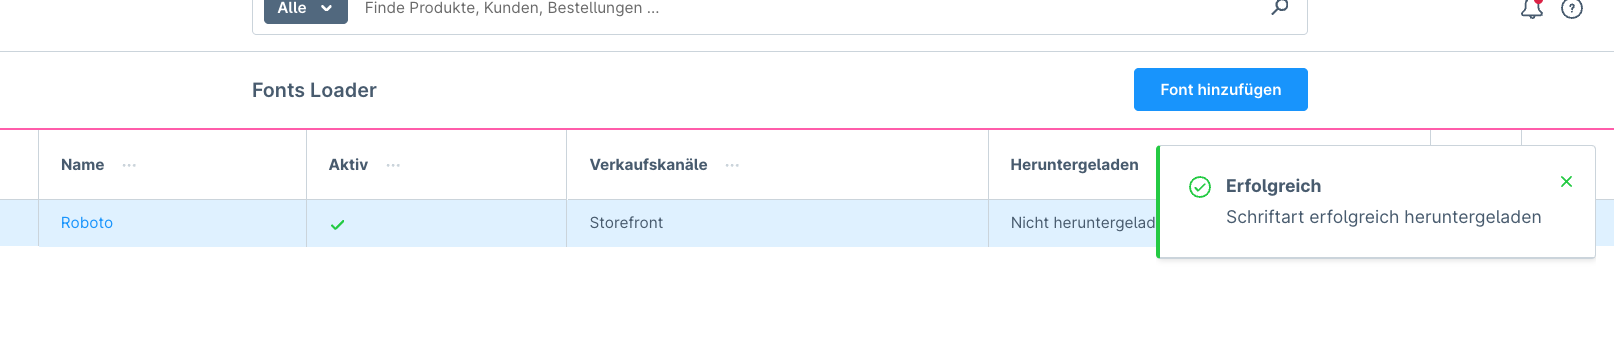 Alle
Finde Produkte, Kunden, Bestellungen ...
Fonts Loader
Font hinzufügen
Name ... Aktiv ... Verkaufskanäle ... Heruntergeladen
Roboto Storefront Nicht heruntergelad
Erfolgreich
Schriftart erfolgreich heruntergeladen